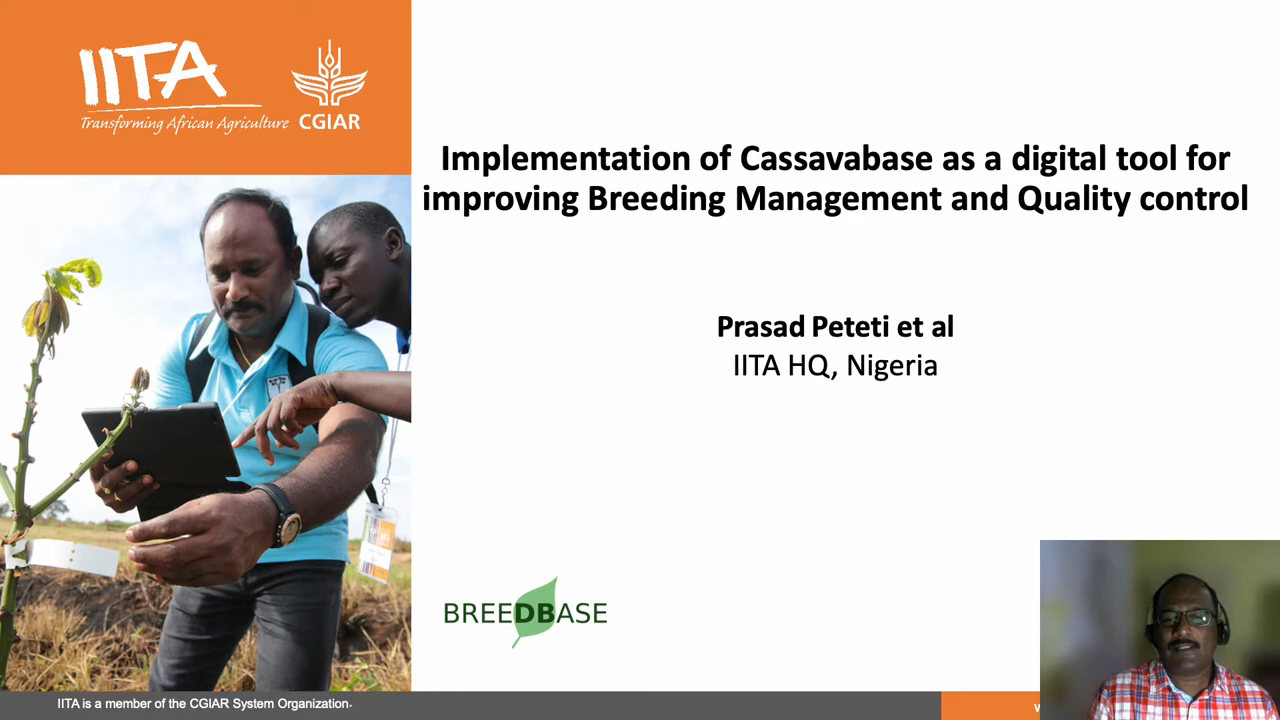 IITA
Transforming African Agriculture
CGIAR
Implementation of Cassavabase as a digital tool for
improving Breeding Management and Quality control
Prasad Peteti et al
IITA HQ, Nigeria
BREEDBASE
IITA is a member of the CGIAR System Organization.